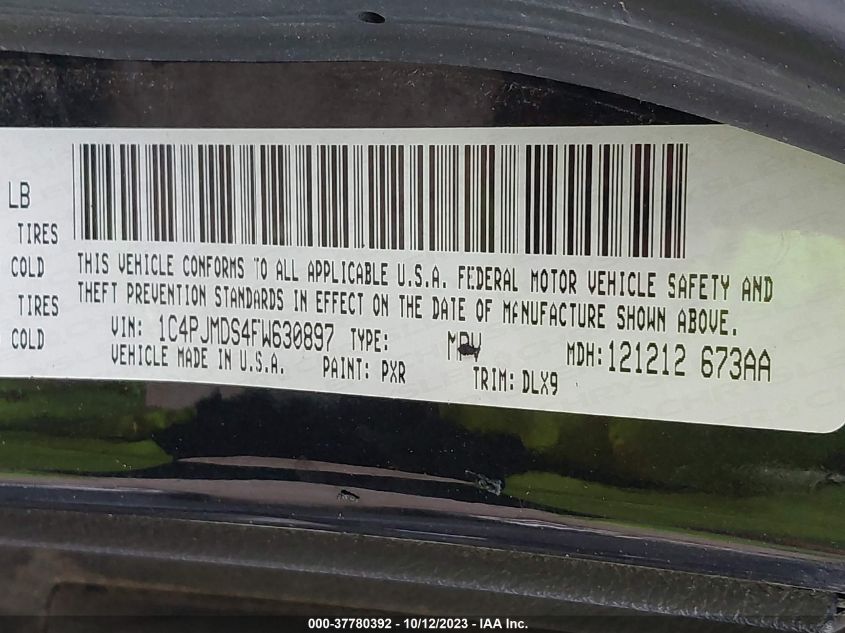 LB
TIRES
COLD
TIRES
COLD
THIS VEHICLE CONFORMS TO ALL APPLICABLE U.S.A. FEDERAL MOTOR VEHICLE SAFETY AND
THEFT PREVENTION STANDARDS IN EFFECT ON THE DATE OF MANUFACTURE SHOWN ABOVE.
VIN: 1C4PJMDS4FW630897 TYPE: MPV MDH: 121212 673AA
VEHICLE MADE IN U.S.A. PAINT: PXR TRIM: DLX9
000-37780392 - 10/12/2023 - IAA Inc.